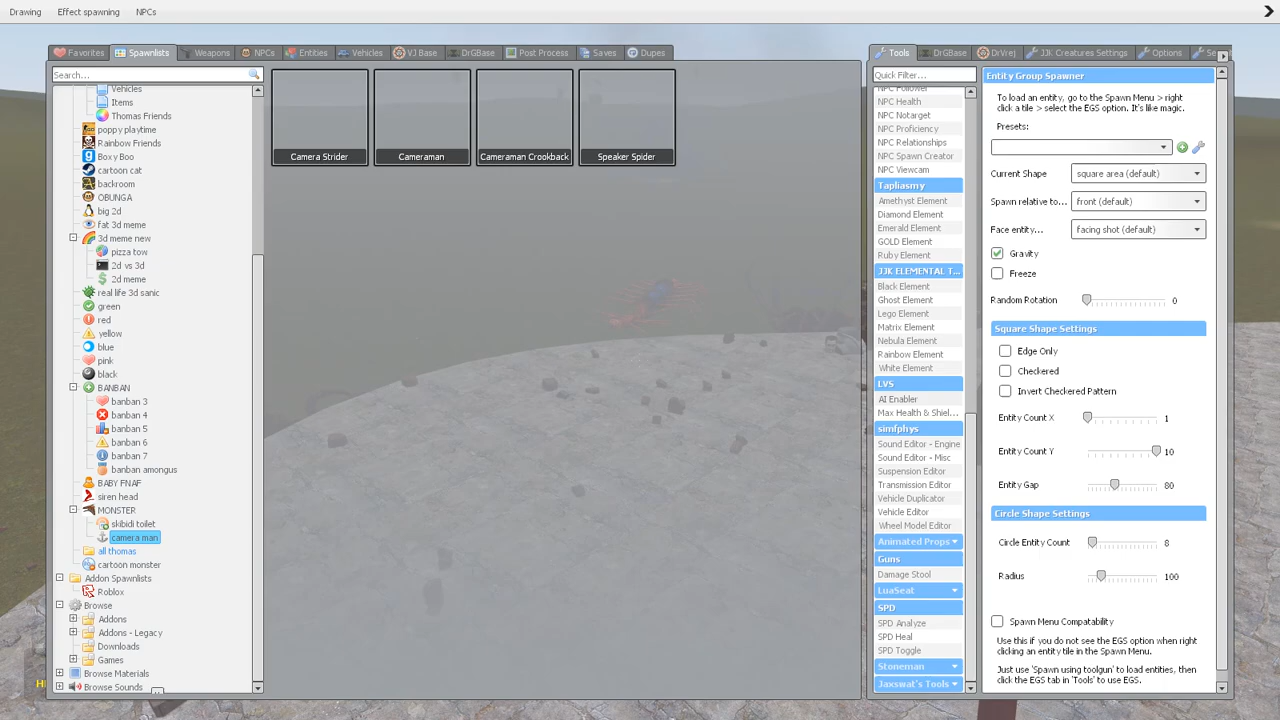 Drawing Effect spawning NPCs
Favorites Spawnlists Weapons NPCs Entities Vehicles VJ Base DrGBase Post Process Saves Dupes
Search...
Vehicles
Items
Thomas Friends
poppy playtime
Rainbow Friends
Boxy Boo
cartoon cat
backroom
OBUNGA
big 2d
fat 3d meme
3d meme new
pizza tow
2d vs 3d
2d meme
real life 3d sanic
green
red
yellow
blue
pink
black
BANBAN
banban 3
banban 4
banban 5
banban 6
banban 7
banban amongus
BABY FNAF
siren head
MONSTER
skibidi toilet
camera man
all thomas
cartoon monster
Addon Spawnlists
Roblox
Browse
Addons
Addons - Legacy
Downloads
Games
Browse Materials
Browse Sounds
Camera Strider
Cameraman
Cameraman Crookback
Speaker Spider
Tools DrGBase DrVrej JJK Creatures Settings Options
Quick Filter...
NPC Follower
NPC Health
NPC Notarget
NPC Proficiency
NPC Relationships
NPC Spawn Creator
NPC Viewcam
Tapliasmy
Amethyst Element
Diamond Element
Emerald Element
GOLD Element
Ruby Element
JJK ELEMENTAL T...
Black Element
Ghost Element
Lego Element
Matrix Element
Nebula Element
Rainbow Element
White Element
LVS
AI Enabler
Max Health & Shiel...
simfphys
Sound Editor - Engine
Sound Editor - Misc
Suspension Editor
Transmission Editor
Vehicle Duplicator
Vehicle Editor
Wheel Model Editor
Animated Props
Guns
Damage Stool
LuaSeat
SPD
SPD Analyze
SPD Heal
SPD Toggle
Stoneman
Jaxswat's Tools
Entity Group Spawner
To load an entity, go to the Spawn Menu > right
click a tile > select the EGS option. It's like magic.
Presets:
Current Shape square area (default)
Spawn relative to... front (default)
Face entity... facing shot (default)
Gravity
Freeze
Random Rotation 0
Square Shape Settings
Edge Only
Checkered
Invert Checkered Pattern
Entity Count X 1
Entity Count Y 10
Entity Gap 80
Circle Shape Settings
Circle Entity Count 8
Radius 100
Spawn Menu Compatability
Use this if you do not see the EGS option when right
clicking an entity tile in the Spawn Menu.
Just use 'Spawn using toolgun' to load entities, then
click the EGS tab in 'Tools' to use EGS.